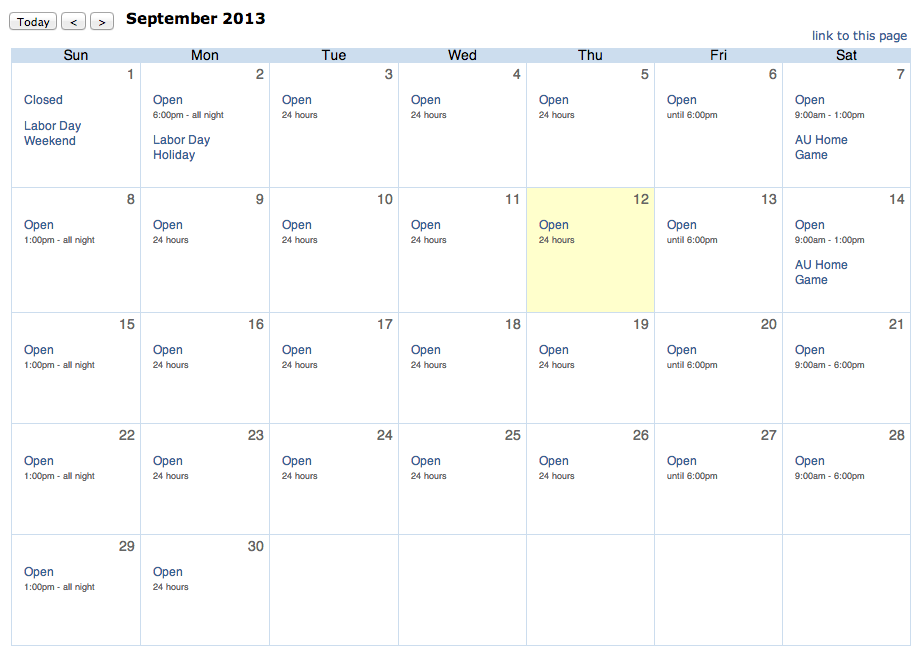 Today < > September 2013
link to this page
Sun Mon Tue Wed Thu Fri Sat
1
Closed
Labor Day
Weekend
2
Open
6:00pm - all night
Labor Day
Holiday
3
Open
24 hours
4
Open
24 hours
5
Open
24 hours
6
Open
until 6:00pm
7
Open
9:00am - 1:00pm
AU Home
Game
8
Open
1:00pm - all night
9
Open
24 hours
10
Open
24 hours
11
Open
24 hours
12
Open
24 hours
13
Open
until 6:00pm
14
Open
9:00am - 1:00pm
AU Home
Game
15
Open
1:00pm - all night
16
Open
24 hours
17
Open
24 hours
18
Open
24 hours
19
Open
24 hours
20
Open
until 6:00pm
21
Open
9:00am - 6:00pm
22
Open
1:00pm - all night
23
Open
24 hours
24
Open
24 hours
25
Open
24 hours
26
Open
24 hours
27
Open
until 6:00pm
28
Open
9:00am - 6:00pm
29
Open
1:00pm - all night
30
Open
24 hours